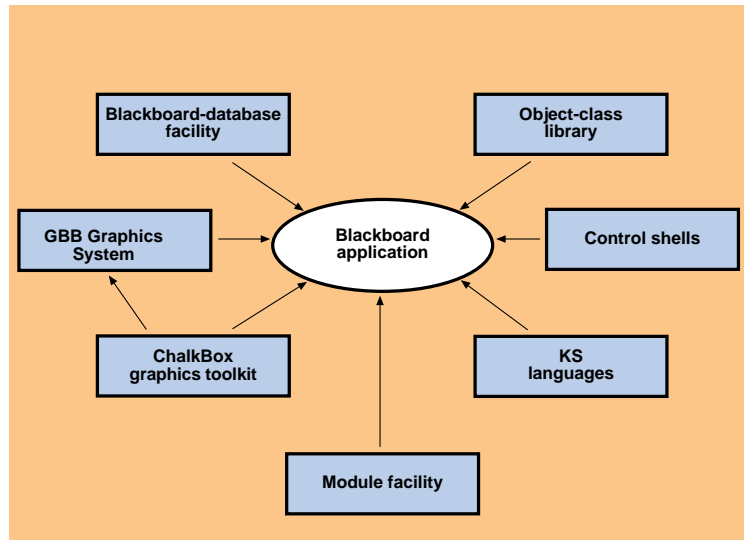 Blackboard-database
facility
Object-class
library
GBB Graphics
System
Blackboard
application
Control shells
ChalkBox
graphics toolkit
KS
languages
Module facility